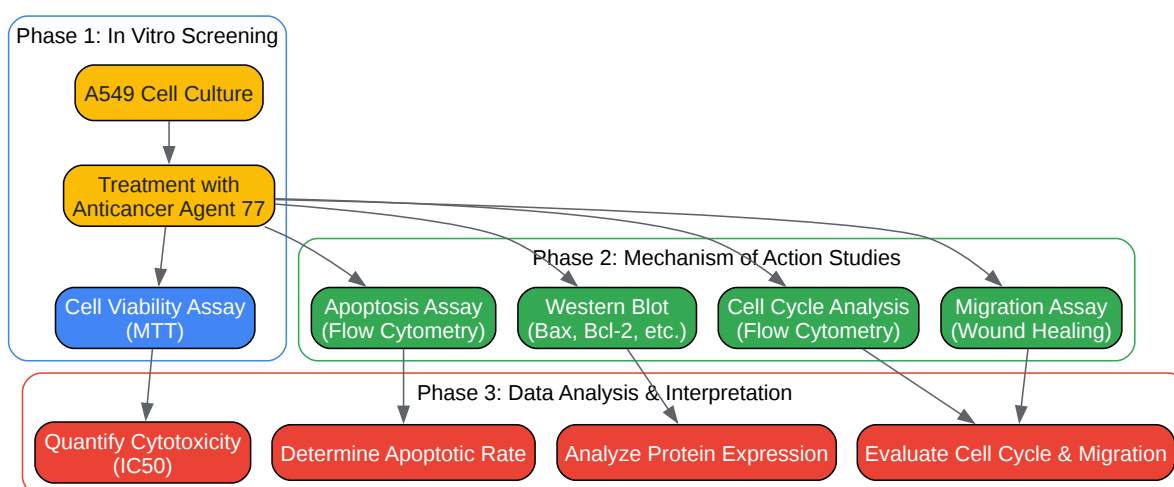 Phase 1: In Vitro Screening
A549 Cell Culture
Treatment with
Anticancer Agent 77
Phase 2: Mechanism of Action Studies
Cell Viability Assay
(MTT)
Apoptosis Assay
(Flow Cytometry)
Western Blot
(Bax, Bcl-2, etc.)
Cell Cycle Analysis
(Flow Cytometry)
Migration Assay
(Wound Healing)
Phase 3: Data Analysis & Interpretation
Quantify Cytotoxicity
(IC50)
Determine Apoptotic Rate
Analyze Protein Expression
Evaluate Cell Cycle & Migration